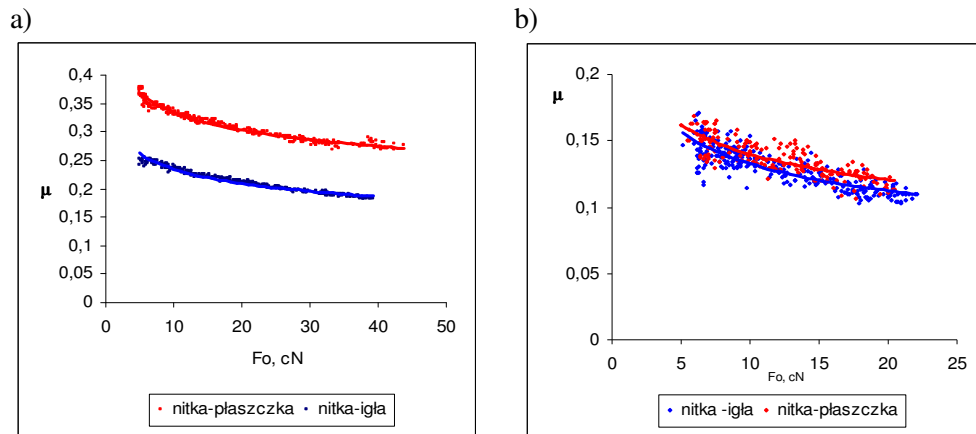 a)
0,4
0,35
0,3
0,25
μ
0,2
0,15
0,1
0,05
0
0 10 20 30 40 50
Fo, cN
nitka-płaszczka nitka-igła
b)
0,2
μ
0,15
0,1
0,05
0
0 5 10 15 20 25
Fo, cN
nitka -igła nitka-płaszczka